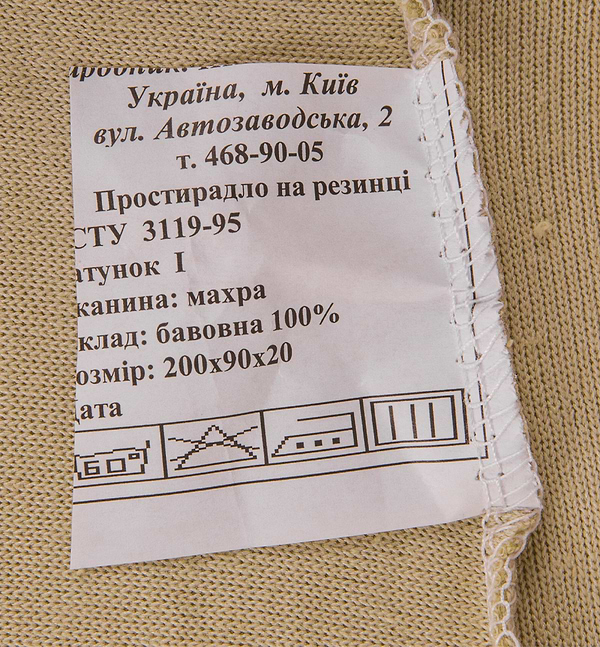 Україна, м. Київ
вул. Автозаводська, 2
т. 468-90-05
Простирадло на резинці
СТУ 3119-95
атунок I
канина: махра
клад: бавовна 100%
озмір: 200х90х20
ата
60°